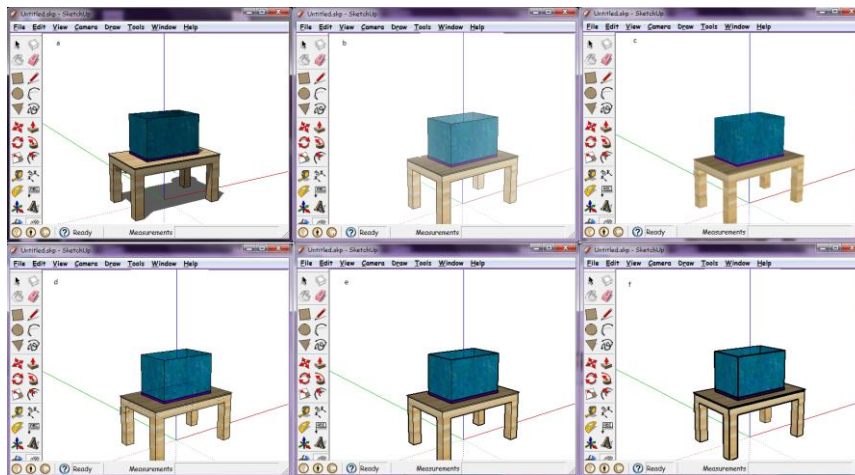 Untitled.skp - SketchUp
File Edit View Camera Draw Tools Window Help
a
Ready Measurements
Untitled.skp - SketchUp
File Edit View Camera Draw Tools Window Help
b
Ready Measurements
Untitled.skp - SketchUp
File Edit View Camera Draw Tools Window Help
c
Ready Measurements
Untitled.skp - SketchUp
File Edit View Camera Draw Tools Window Help
d
Ready Measurements
Untitled.skp - SketchUp
File Edit View Camera Draw Tools Window Help
e
Ready Measurements
Untitled.skp - SketchUp
File Edit View Camera Draw Tools Window Help
f
Ready Measurements